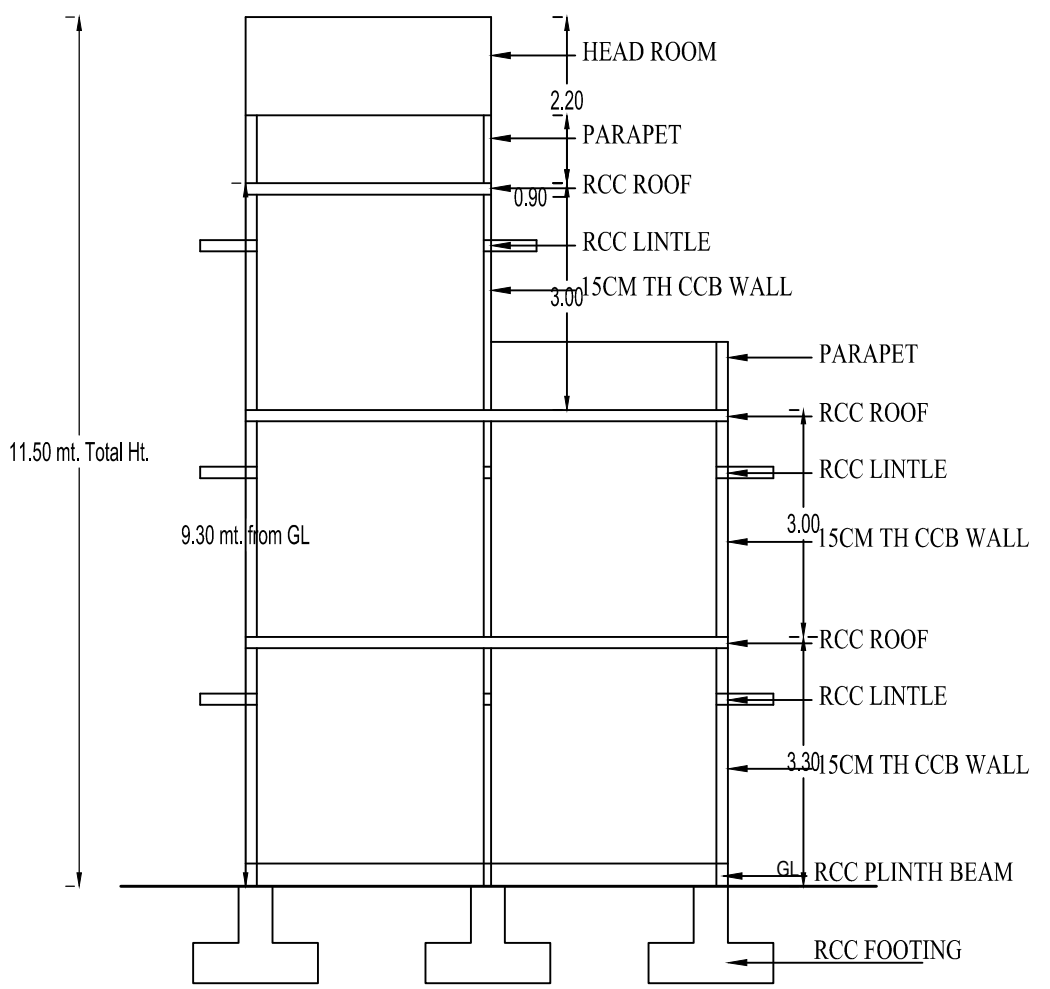 HEAD ROOM
2.20
PARAPET
RCC ROOF
0.90
RCC LINTLE
15CM TH CCB WALL
3.00
PARAPET
RCC ROOF
11.50 mt. Total Ht.
RCC LINTLE
3.00
9.30 mt. from GL
15CM TH CCB WALL
RCC ROOF
RCC LINTLE
3.30
15CM TH CCB WALL
GL
RCC PLINTH BEAM
RCC FOOTING